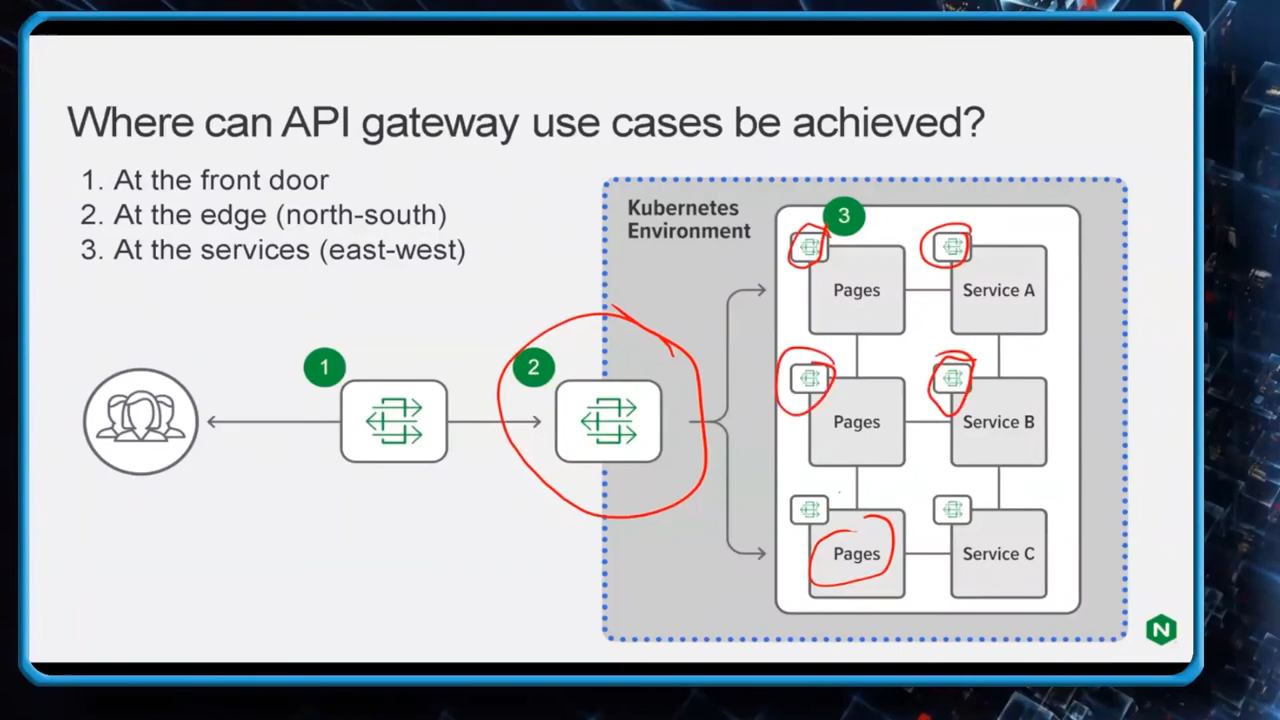 Where can API gateway use cases be achieved?
1. At the front door
2. At the edge (north-south)
3. At the services (east-west)
Kubernetes
Environment
3
Pages
Service A
1
2
Pages
Service B
Pages
Service C
N